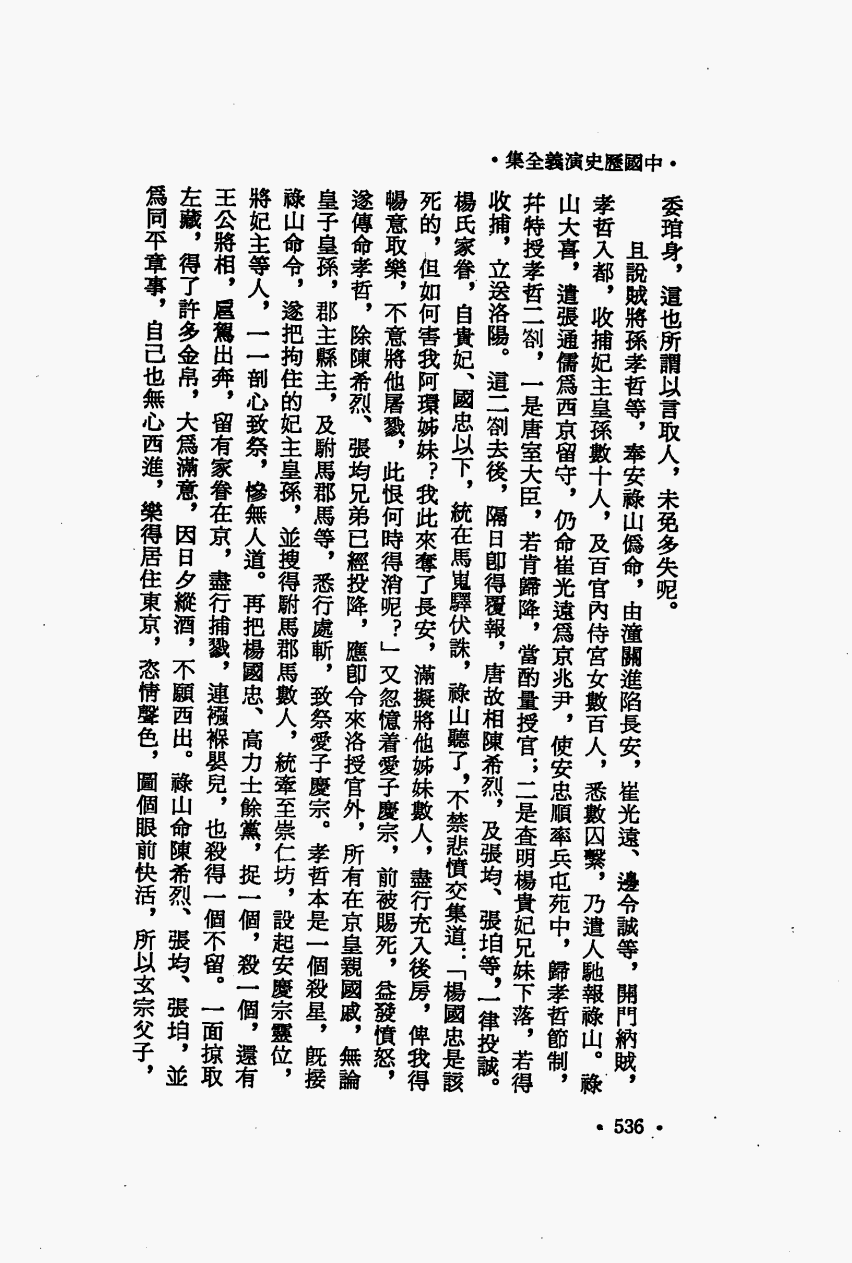 •中國歷史演義全集•
委琯身，這也所謂以言取人，未免多失呢。
且說賊將孫孝哲等，奉安祿山僞命，由潼關進陷長安，崔光遠、邊令誠等，開門納賊，
孝哲入都，收捕妃主皇孫數十人，及百官內侍宮女數百人，悉數囚繫，乃遣人馳報祿山。祿
山大喜，遣張通儒爲西京留守，仍命崔光遠爲京兆尹，使安忠順率兵屯苑中，歸孝哲節制，
幷特授孝哲二劄，一是唐室大臣，若肯歸降，當酌量授官；二是查明楊貴妃兄妹下落，若得
收捕，立送洛陽。這二劄去後，隔日卽得覆報，唐故相陳希烈，及張均、張垍等，一律投誠。
楊氏家眷，自貴妃、國忠以下，統在馬嵬驛伏誅，祿山聽了，不禁悲憤交集道：「楊國忠是該
死的，但如何害我阿環姊妹？我此來奪了長安，滿擬將他姊妹數人，盡行充入後房，俾我得
暢意取樂，不意將他屠戮，此恨何時得消呢？」又忽憶着愛子慶宗，前被賜死，益發憤怒，
遂傳命孝哲，除陳希烈、張均兄弟已經投降，應卽令來洛授官外，所有在京皇親國戚，無論
皇子皇孫，郡主縣主，及駙馬郡馬等，悉行處斬，致祭愛子慶宗。孝哲本是一個殺星，旣接
祿山命令，遂把拘住的妃主皇孫，並搜得駙馬郡馬數人，統牽至崇仁坊，設起安慶宗靈位，
將妃主等人，一一剖心致祭，慘無人道。再把楊國忠、高力士餘黨，捉一個，殺一個，還有
王公將相，扈駕出奔，留有家眷在京，盡行捕戮，連襁褓嬰兒，也殺得一個不留。一面掠取
左藏，得了許多金帛，大爲滿意，因日夕縱酒，不願西出。祿山命陳希烈、張均、張垍，並
爲同平章事，自己也無心西進，樂得居住東京，恣情聲色，圖個眼前快活，所以玄宗父子，
•536•